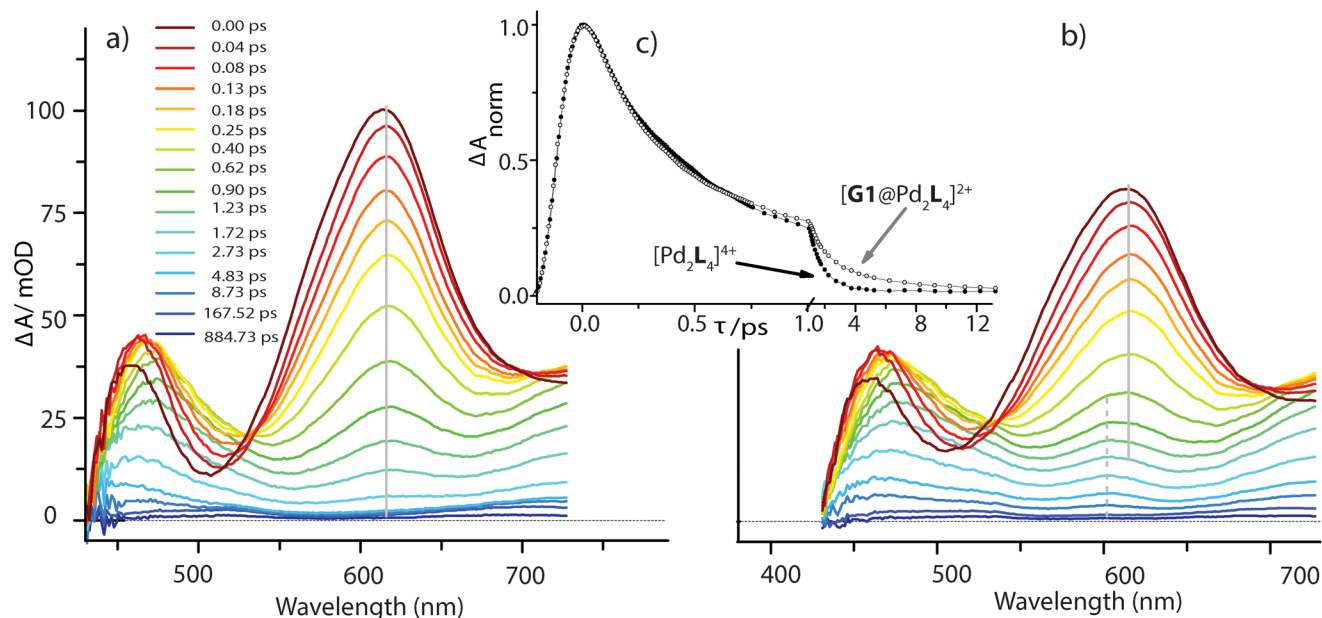 a)
0.00 ps
0.04 ps
0.08 ps
0.13 ps
0.18 ps
0.25 ps
0.40 ps
0.62 ps
0.90 ps
1.23 ps
1.72 ps
2.73 ps
4.83 ps
8.73 ps
167.52 ps
884.73 ps
ΔA/ mOD
100
75
50
25
0
500
600
700
Wavelength (nm)
c)
ΔA norm
1.0
0.5
0.0
[G1@Pd2L4]2+
[Pd2L4]4+
0.0
0.5
1.0
4
8
12
τ /ps
b)
400
500
600
700
Wavelength (nm)